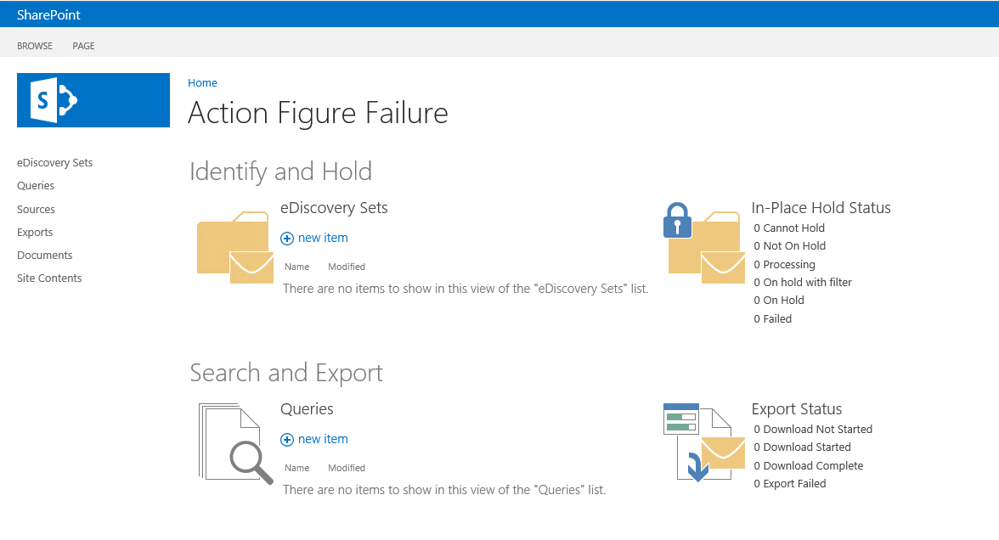 SharePoint
BROWSE PAGE
S
Home
Action Figure Failure
eDiscovery Sets
Queries
Sources
Exports
Documents
Site Contents
Identify and Hold
eDiscovery Sets
new item
Name Modified
There are no items to show in this view of the "eDiscovery Sets" list.
In-Place Hold Status
0 Cannot Hold
0 Not On Hold
0 Processing
0 On hold with filter
0 On Hold
0 Failed
Search and Export
Queries
new item
Name Modified
There are no items to show in this view of the "Queries" list.
Export Status
0 Download Not Started
0 Download Started
0 Download Complete
0 Export Failed